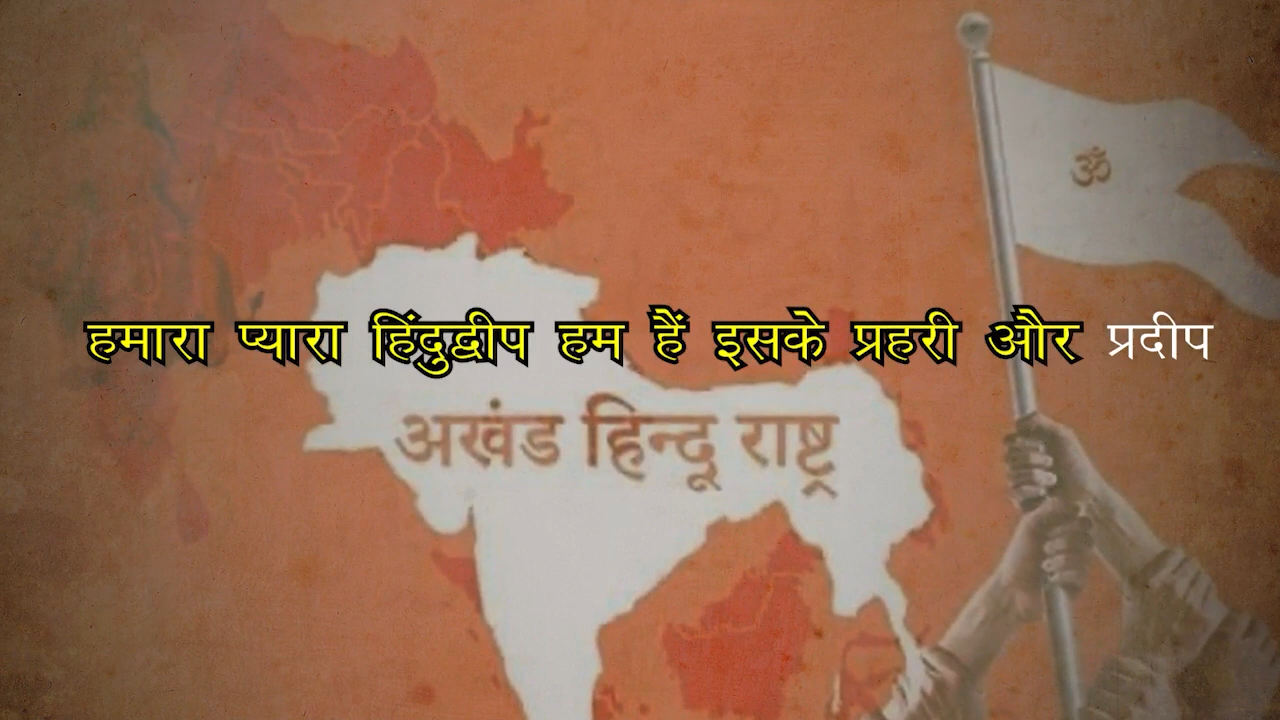 ॐ
हमारा प्यारा हिंदुद्वीप हम हैं इसके प्रहरी और प्रदीप
अखंड हिन्दू राष्ट्र